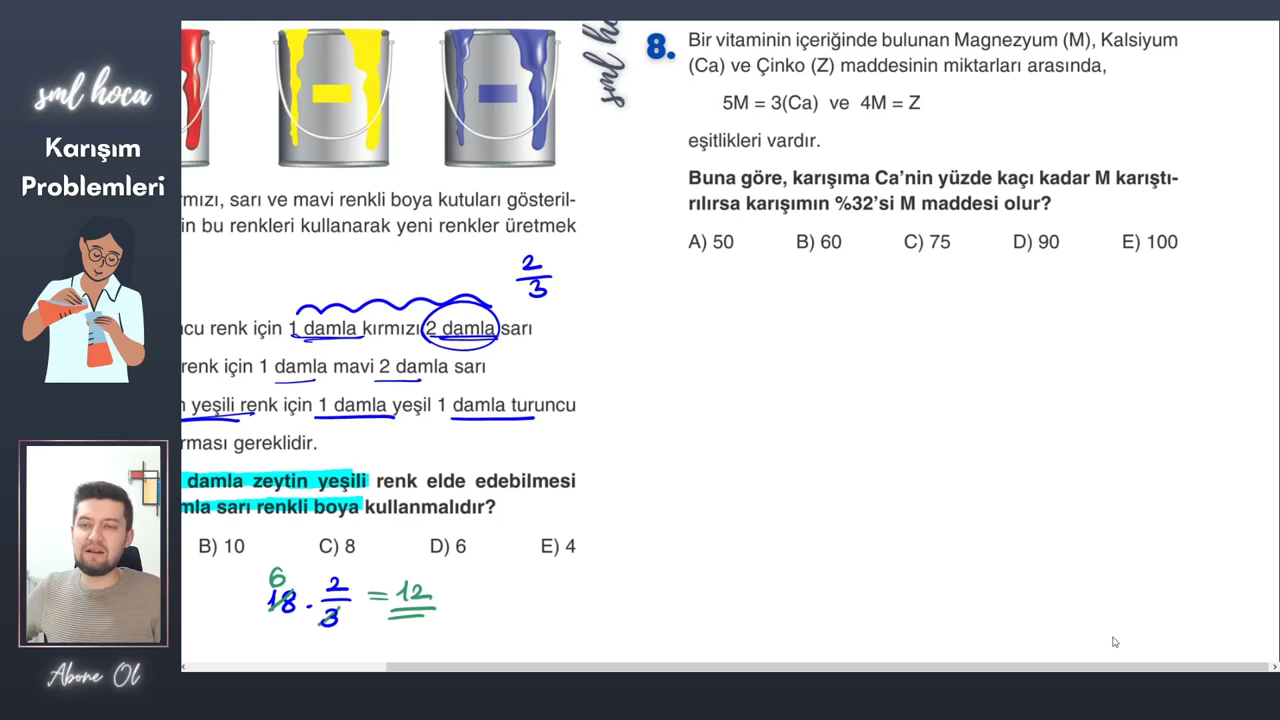 sml hoca
Karışım
Problemleri
Abone Ol
rmızı, sarı ve mavi renkli boya kutuları gösteril-
in bu renkleri kullanarak yeni renkler üretmek
2
3
ncu renk için 1 damla kırmızı 2 damla sarı
renk için 1 damla mavi 2 damla sarı
n yeşili renk için 1 damla yeşil 1 damla turuncu
rması gereklidir.
damla zeytin yeşili renk elde edebilmesi
mla sarı renkli boya kullanmalıdır?
B) 10 C) 8 D) 6 E) 4
6
18 · 2/3 = 12
sml ho
8.
Bir vitaminin içeriğinde bulunan Magnezyum (M), Kalsiyum
(Ca) ve Çinko (Z) maddesinin miktarları arasında,
5M = 3(Ca) ve 4M = Z
eşitlikleri vardır.
Buna göre, karışıma Ca’nin yüzde kaçı kadar M karıştı-
rılırsa karışımın %32’si M maddesi olur?
A) 50 B) 60 C) 75 D) 90 E) 100